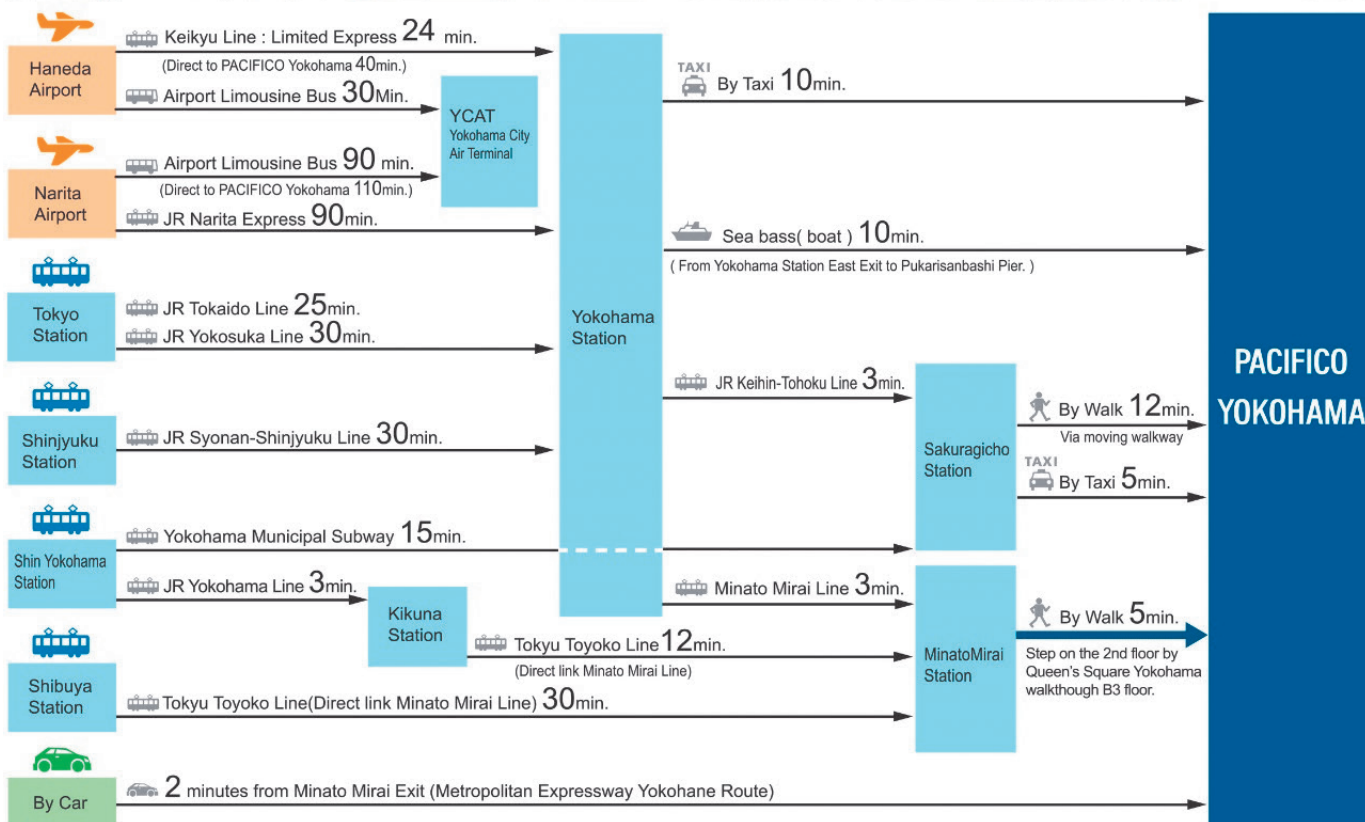 Haneda
Airport
Keikyu Line : Limited Express 24 min.
(Direct to PACIFICO Yokohama 40min.)
Airport Limousine Bus 30Min.
YCAT
Yokohama City
Air Terminal
Narita
Airport
Airport Limousine Bus 90 min.
(Direct to PACIFICO Yokohama 110min.)
JR Narita Express 90min.
Tokyo
Station
JR Tokaido Line 25min.
JR Yokosuka Line 30min.
Shinjyuku
Station
JR Syonan-Shinjyuku Line 30min.
Shin Yokohama
Station
Yokohama Municipal Subway 15min.
JR Yokohama Line 3min.
Kikuna
Station
Tokyu Toyoko Line 12min.
(Direct link Minato Mirai Line)
Shibuya
Station
Tokyu Toyoko Line(Direct link Minato Mirai Line) 30min.
By Car
2 minutes from Minato Mirai Exit (Metropolitan Expressway Yokohane Route)
Yokohama
Station
TAXI
By Taxi 10min.
Sea bass( boat ) 10min.
( From Yokohama Station East Exit to Pukarisanbashi Pier. )
JR Keihin-Tohoku Line 3min.
Sakuragicho
Station
By Walk 12min.
Via moving walkway
TAXI
By Taxi 5min.
Minato Mirai Line 3min.
MinatoMirai
Station
By Walk 5min.
Step on the 2nd floor by
Queen's Square Yokohama
walkthough B3 floor.
PACIFICO
YOKOHAMA